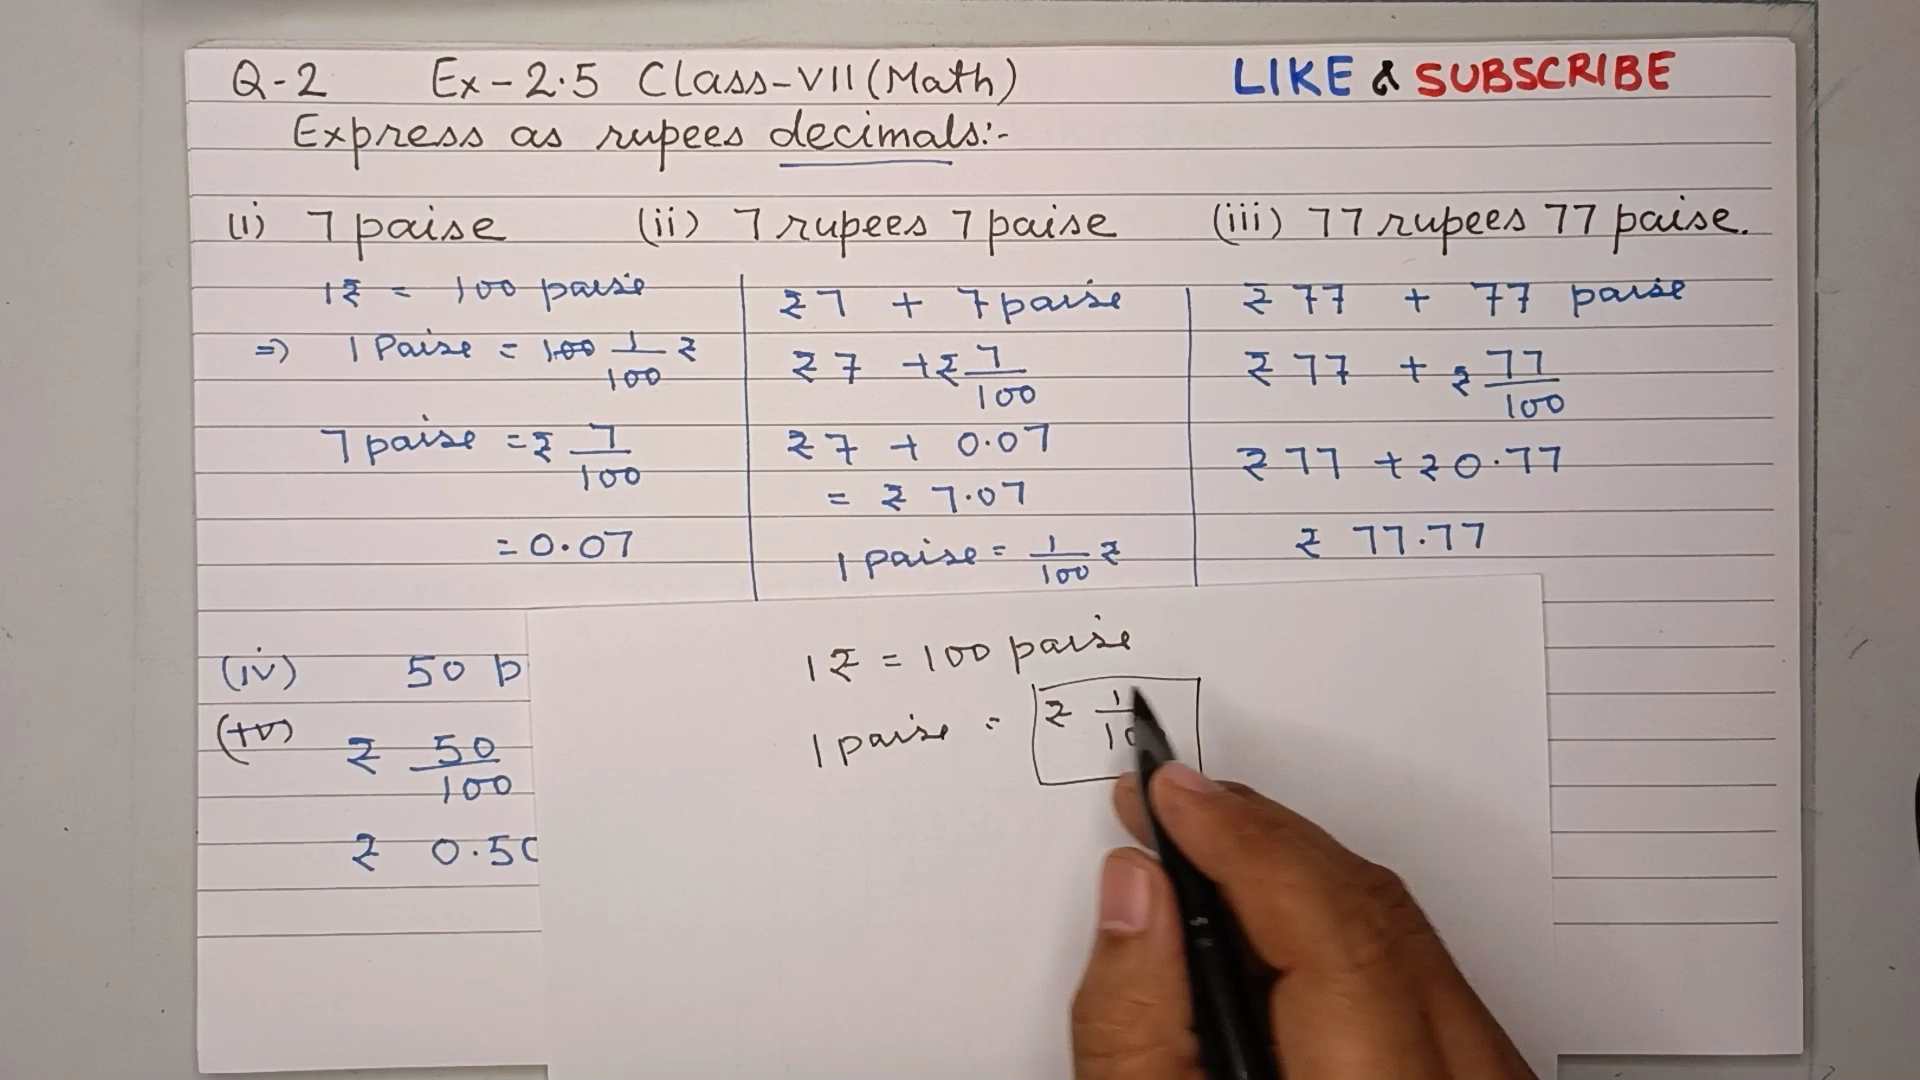 Q-2 Ex-2.5 Class-VII (Math) LIKE & SUBSCRIBE
Express as rupees decimals:-
(i) 7 paise (ii) 7 rupees 7 paise (iii) 77 rupees 77 paise.
1₹ = 100 paise
⇒ 1 Paise = 100 1/100 ₹
7 paise = ₹ 7/100
= 0.07
₹7 + 7 paise
₹7 + ₹ 7/100
₹7 + 0.07
= ₹ 7.07
1 paise = 1/100 ₹
₹ 77 + 77 paise
₹ 77 + ₹ 77/100
₹ 77 + ₹0.77
₹ 77.77
(iv) 50 p
₹ 50/100
₹ 0.50
1₹ = 100 paise
1 paise = ₹ 1/10